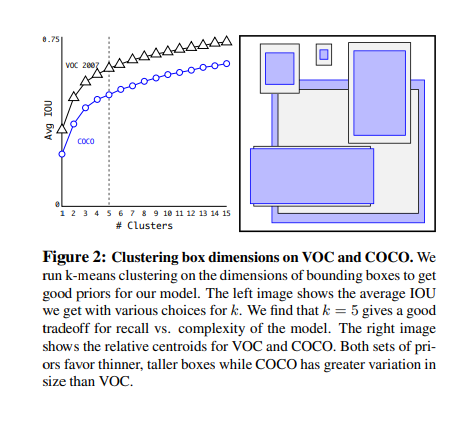 0.75
VOC 2007
Avg IOU
COCO
0
1 2 3 4 5 6 7 8 9 10 11 12 13 14 15
# Clusters
Figure 2: Clustering box dimensions on VOC and COCO. We
run k-means clustering on the dimensions of bounding boxes to get
good priors for our model. The left image shows the average IOU
we get with various choices for k. We find that k = 5 gives a good
tradeoff for recall vs. complexity of the model. The right image
shows the relative centroids for VOC and COCO. Both sets of pri-
ors favor thinner, taller boxes while COCO has greater variation in
size than VOC.